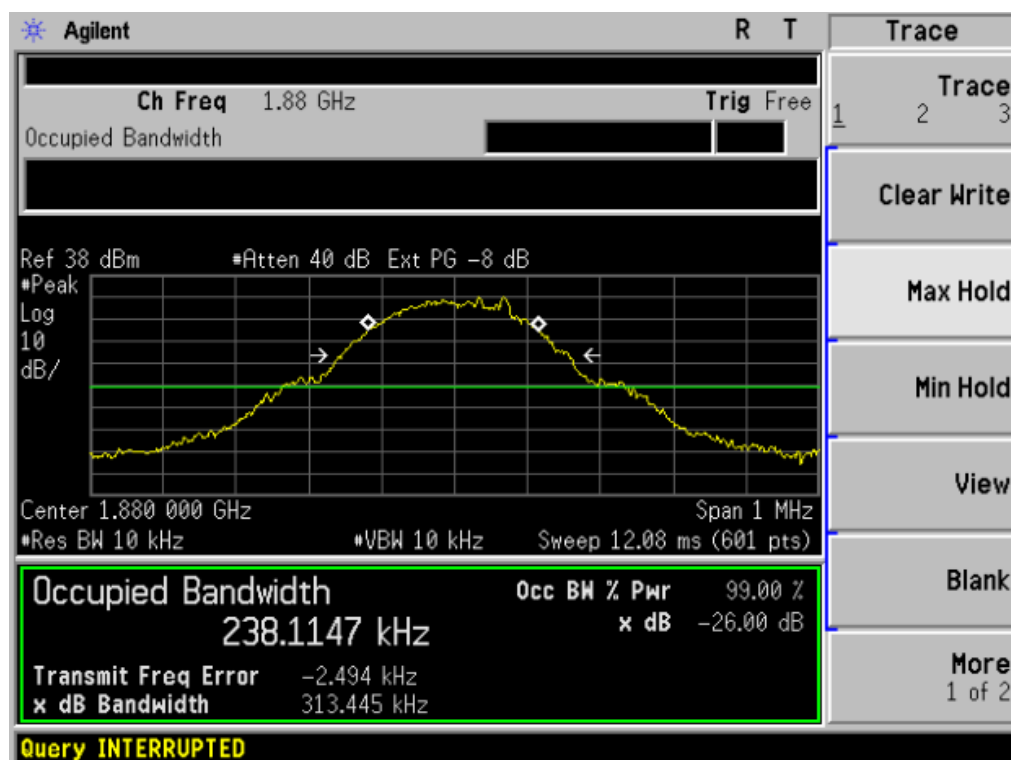 Agilent R T Trace
Ch Freq 1.88 GHz Trig Free
Occupied Bandwidth
Trace
1 2 3
Clear Write
Max Hold
Min Hold
View
Blank
More
1 of 2
Ref 38 dBm #Atten 40 dB Ext PG -8 dB
#Peak
Log
10
dB/
Center 1.880 000 GHz Span 1 MHz
#Res BW 10 kHz #VBW 10 kHz Sweep 12.08 ms (601 pts)
Occupied Bandwidth Occ BW % Pwr 99.00 %
238.1147 kHz x dB -26.00 dB
Transmit Freq Error -2.494 kHz
x dB Bandwidth 313.445 kHz
Query INTERRUPTED